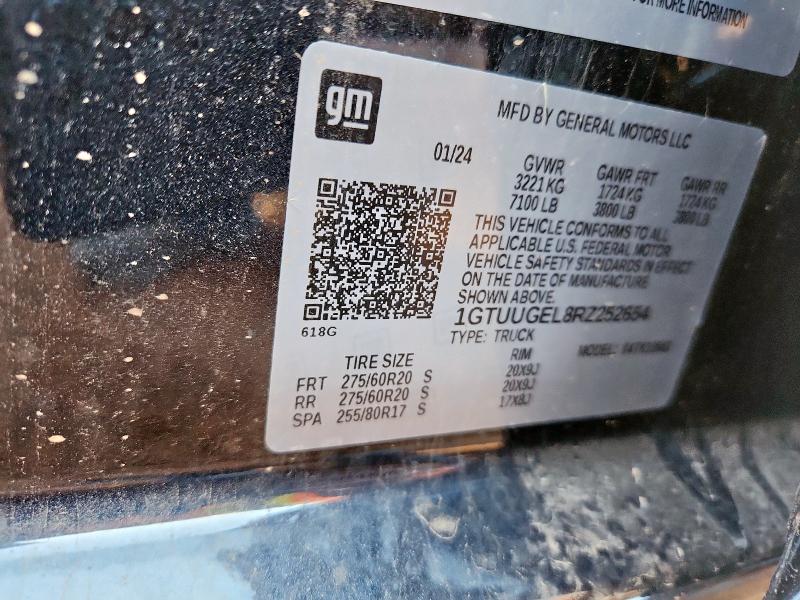 FOR MORE INFORMATION
gm
MFD BY GENERAL MOTORS LLC
01/24
GVWR GAWR FRT GAWR RR
3221 KG 1724 KG 1724 KG
7100 LB 3800 LB 3800 LB
THIS VEHICLE CONFORMS TO ALL
APPLICABLE U.S. FEDERAL MOTOR
VEHICLE SAFETY STANDARDS IN EFFECT
ON THE DATE OF MANUFACTURE
SHOWN ABOVE.
1GTUUGEL8RZ252654
618G
TYPE: TRUCK MODEL:
TIRE SIZE RIM
FRT 275/60R20 S 20X9J
RR 275/60R20 S 20X9J
SPA 255/80R17 S 17X8J